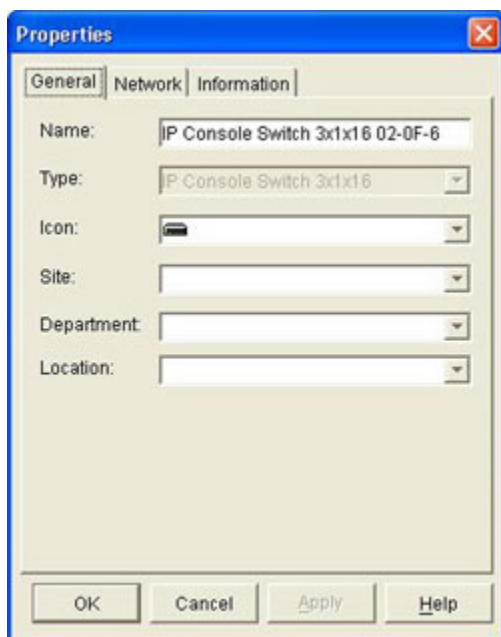 Properties
General Network Information
Name: IP Console Switch 3x1x16 02-0F-6
Type: IP Console Switch 3x1x16
Icon:
Site:
Department:
Location:
OK Cancel Apply Help